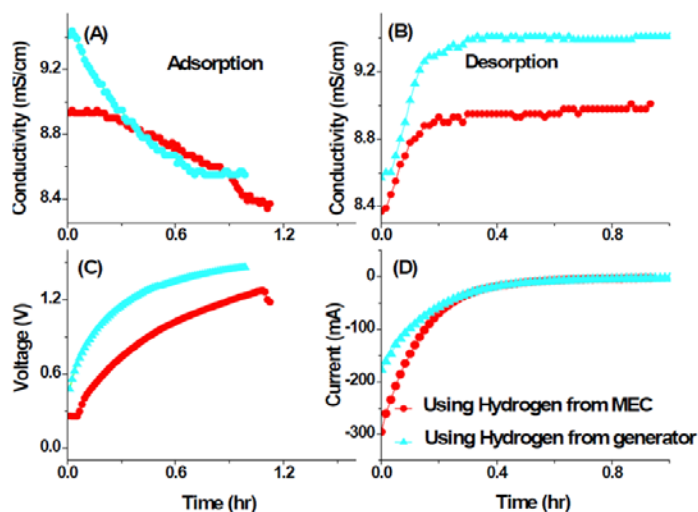 (A)
Adsorption
Conductivity (mS/cm)
9.2
8.8
8.4
0.0 0.6 1.2
(B)
Desorption
Conductivity (mS/cm)
9.2
8.8
8.4
0.0 0.4 0.8
(C)
Voltage (V)
1.2
0.6
0.0
0.0 0.6 1.2
Time (hr)
(D)
Current (mA)
0
-100
-200
-300
Using Hydrogen from MEC
Using Hydrogen from generator
0.0 0.4 0.8
Time (hr)